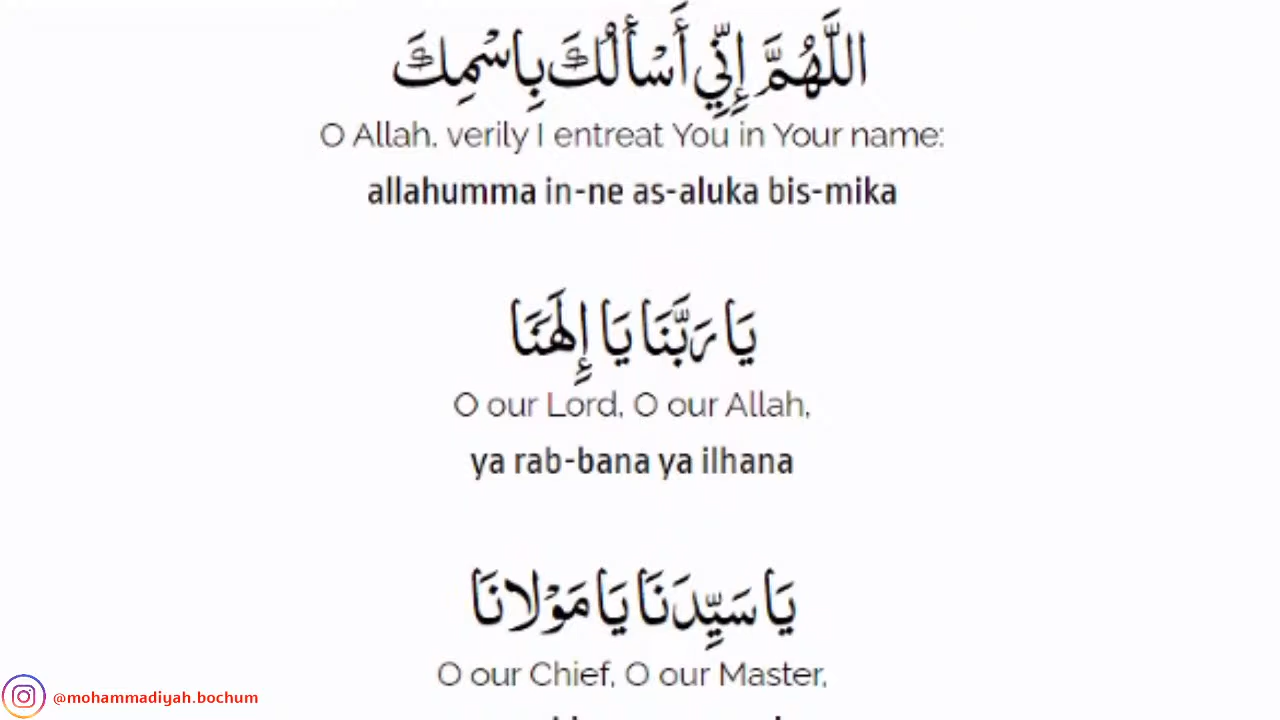 اللَّهُمَّ إِنِّي أَسْأَلُكَ بِاسْمِكَ
O Allah, verily I entreat You in Your name:
allahumma in-ne as-aluka bis-mika
يَا رَبَّنَا يَا إِلَهَنَا
O our Lord, O our Allah,
ya rab-bana ya ilhana
يَا سَيِّدَنَا يَا مَوْلانَا
O our Chief, O our Master,
@mohammadiyah.bochum